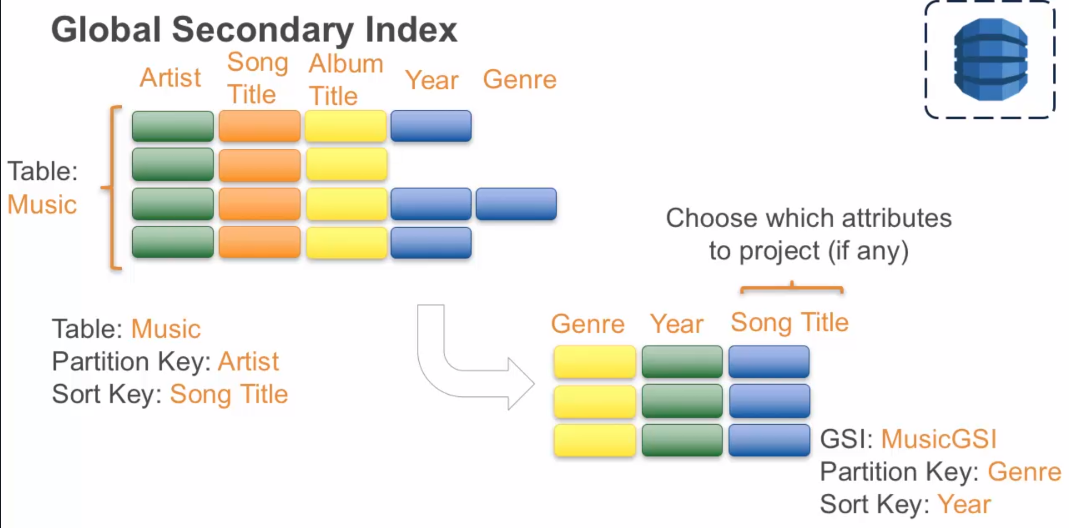 Global Secondary Index
Artist
Song
Title
Album
Title
Year
Genre
Table:
Music
Choose which attributes
to project (if any)
Table: Music
Partition Key: Artist
Sort Key: Song Title
Genre
Year
Song Title
GSI: MusicGSI
Partition Key: Genre
Sort Key: Year